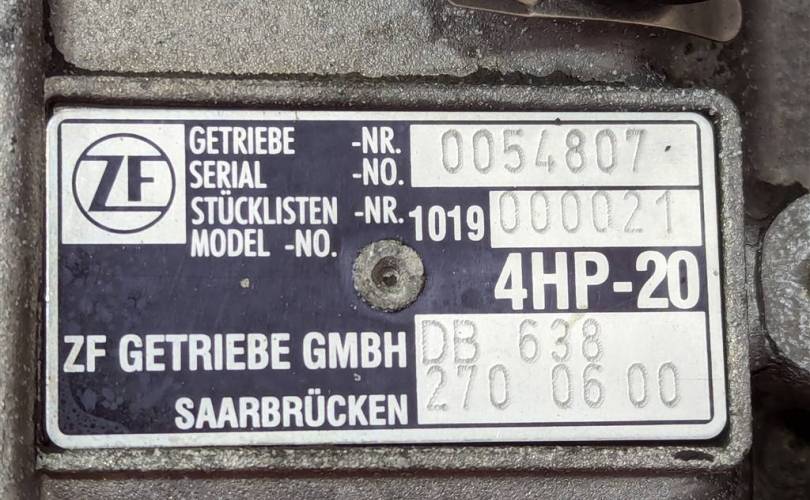 ZF
GETRIEBE -NR. 0054807
SERIAL -NO.
STÜCKLISTEN -NR. 1019 000021
MODEL -NO.
4HP-20
ZF GETRIEBE GMBH DB 638
270 06 00
SAARBRÜCKEN